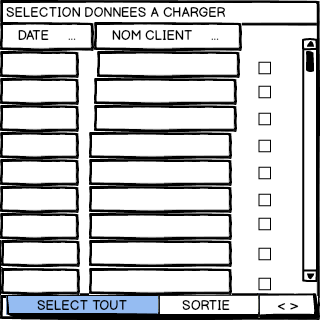 SELECTION DONNEES A CHARGER
DATE ... NOM CLIENT ...
SELECT TOUT SORTIE < >